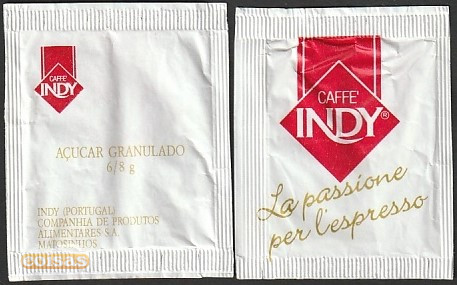 CAFFE'
INDY
AÇUCAR GRANULADO
6/8 g
INDY (PORTUGAL)
COMPANHIA DE PRODUTOS
ALIMENTARES S.A.
MATOSINHOS
coisas
CAFFE'
INDY®
La passione
per l'espresso